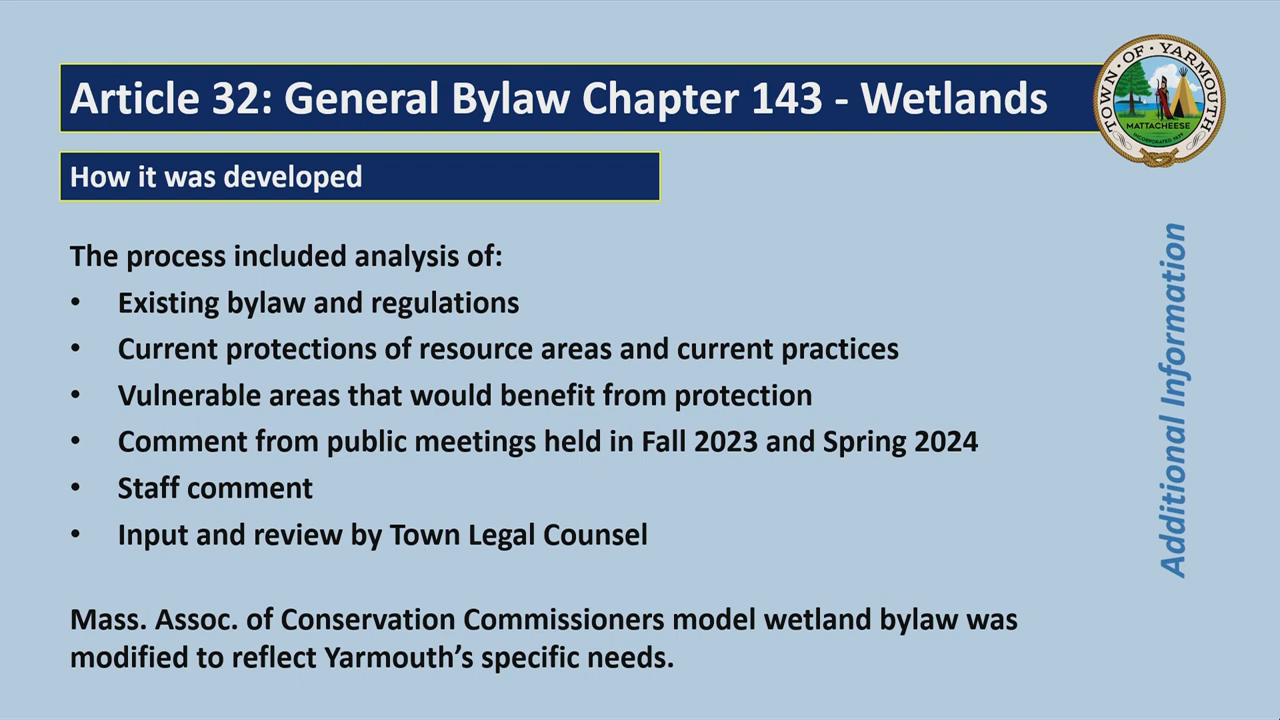 Article 32: General Bylaw Chapter 143 - Wetlands
TOWN · OF · YARMOUTH
MATTACHEESE
How it was developed
The process included analysis of:
• Existing bylaw and regulations
• Current protections of resource areas and current practices
• Vulnerable areas that would benefit from protection
• Comment from public meetings held in Fall 2023 and Spring 2024
• Staff comment
• Input and review by Town Legal Counsel
Mass. Assoc. of Conservation Commissioners model wetland bylaw was
modified to reflect Yarmouth’s specific needs.
Additional Information